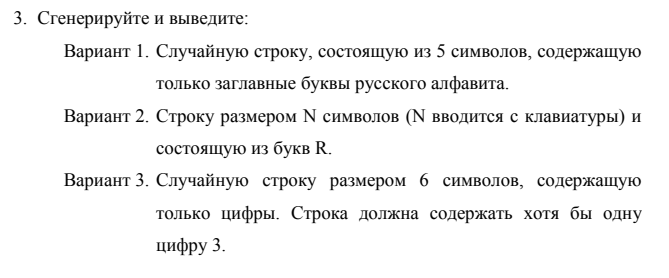 3. Сгенерируйте и выведите:
Вариант 1. Случайную строку, состоящую из 5 символов, содержащую
только заглавные буквы русского алфавита.
Вариант 2. Строку размером N символов (N вводится с клавиатуры) и
состоящую из букв R.
Вариант 3. Случайную строку размером 6 символов, содержащую
только цифры. Строка должна содержать хотя бы одну
цифру 3.